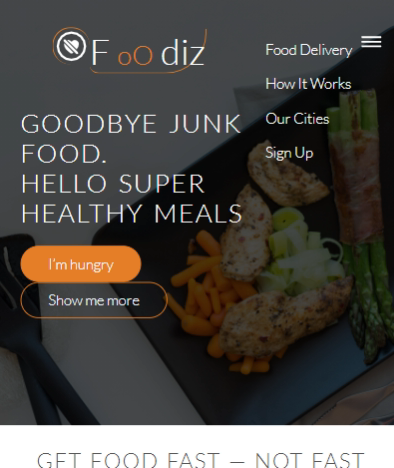 FoOdiz
Food Delivery
How It Works
Our Cities
Sign Up
GOODBYE JUNK
FOOD.
HELLO SUPER
HEALTHY MEALS
I'm hungry
Show me more
GET FOOD FAST — NOT FAST